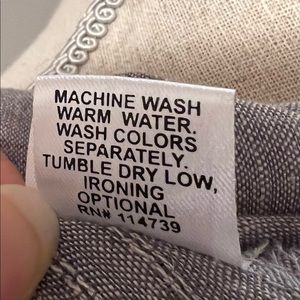 MACHINE WASH
WARM WATER.
WASH COLORS
SEPARATELY.
TUMBLE DRY LOW,
IRONING
OPTIONAL
RN# 114739